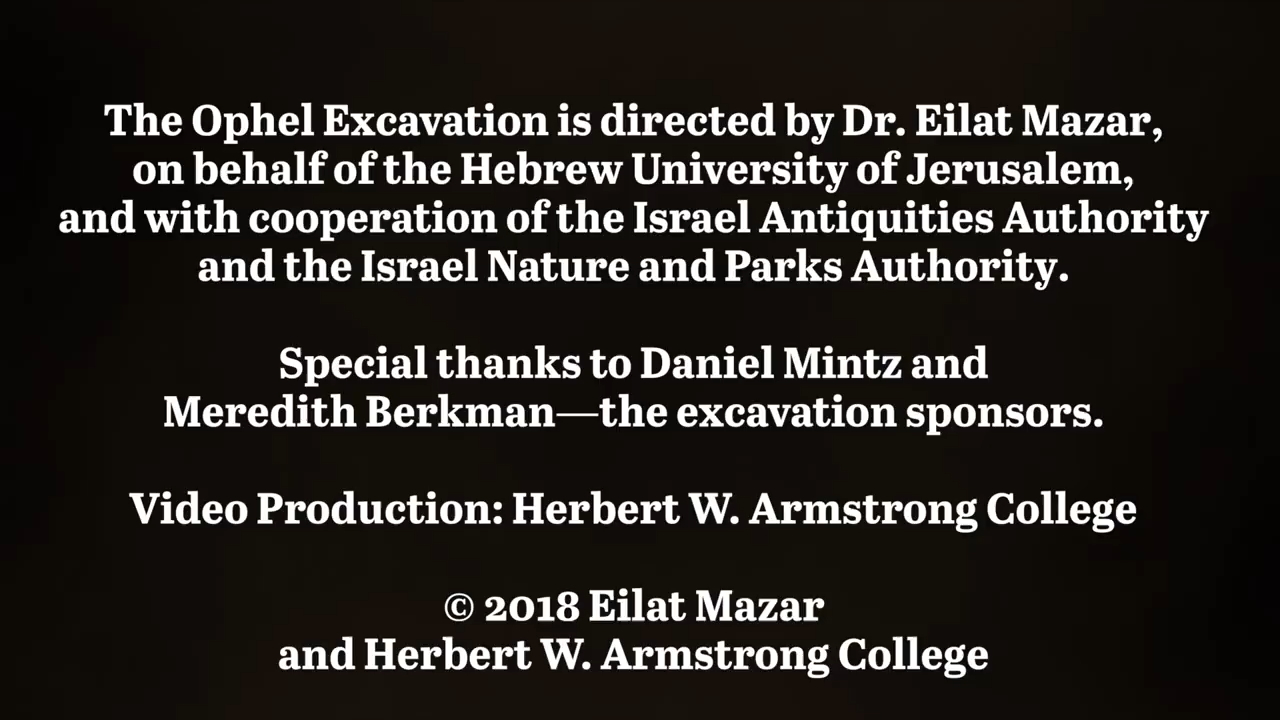 The Ophel Excavation is directed by Dr. Eilat Mazar,
on behalf of the Hebrew University of Jerusalem,
and with cooperation of the Israel Antiquities Authority
and the Israel Nature and Parks Authority.
Special thanks to Daniel Mintz and
Meredith Berkman—the excavation sponsors.
Video Production: Herbert W. Armstrong College
© 2018 Eilat Mazar
and Herbert W. Armstrong College